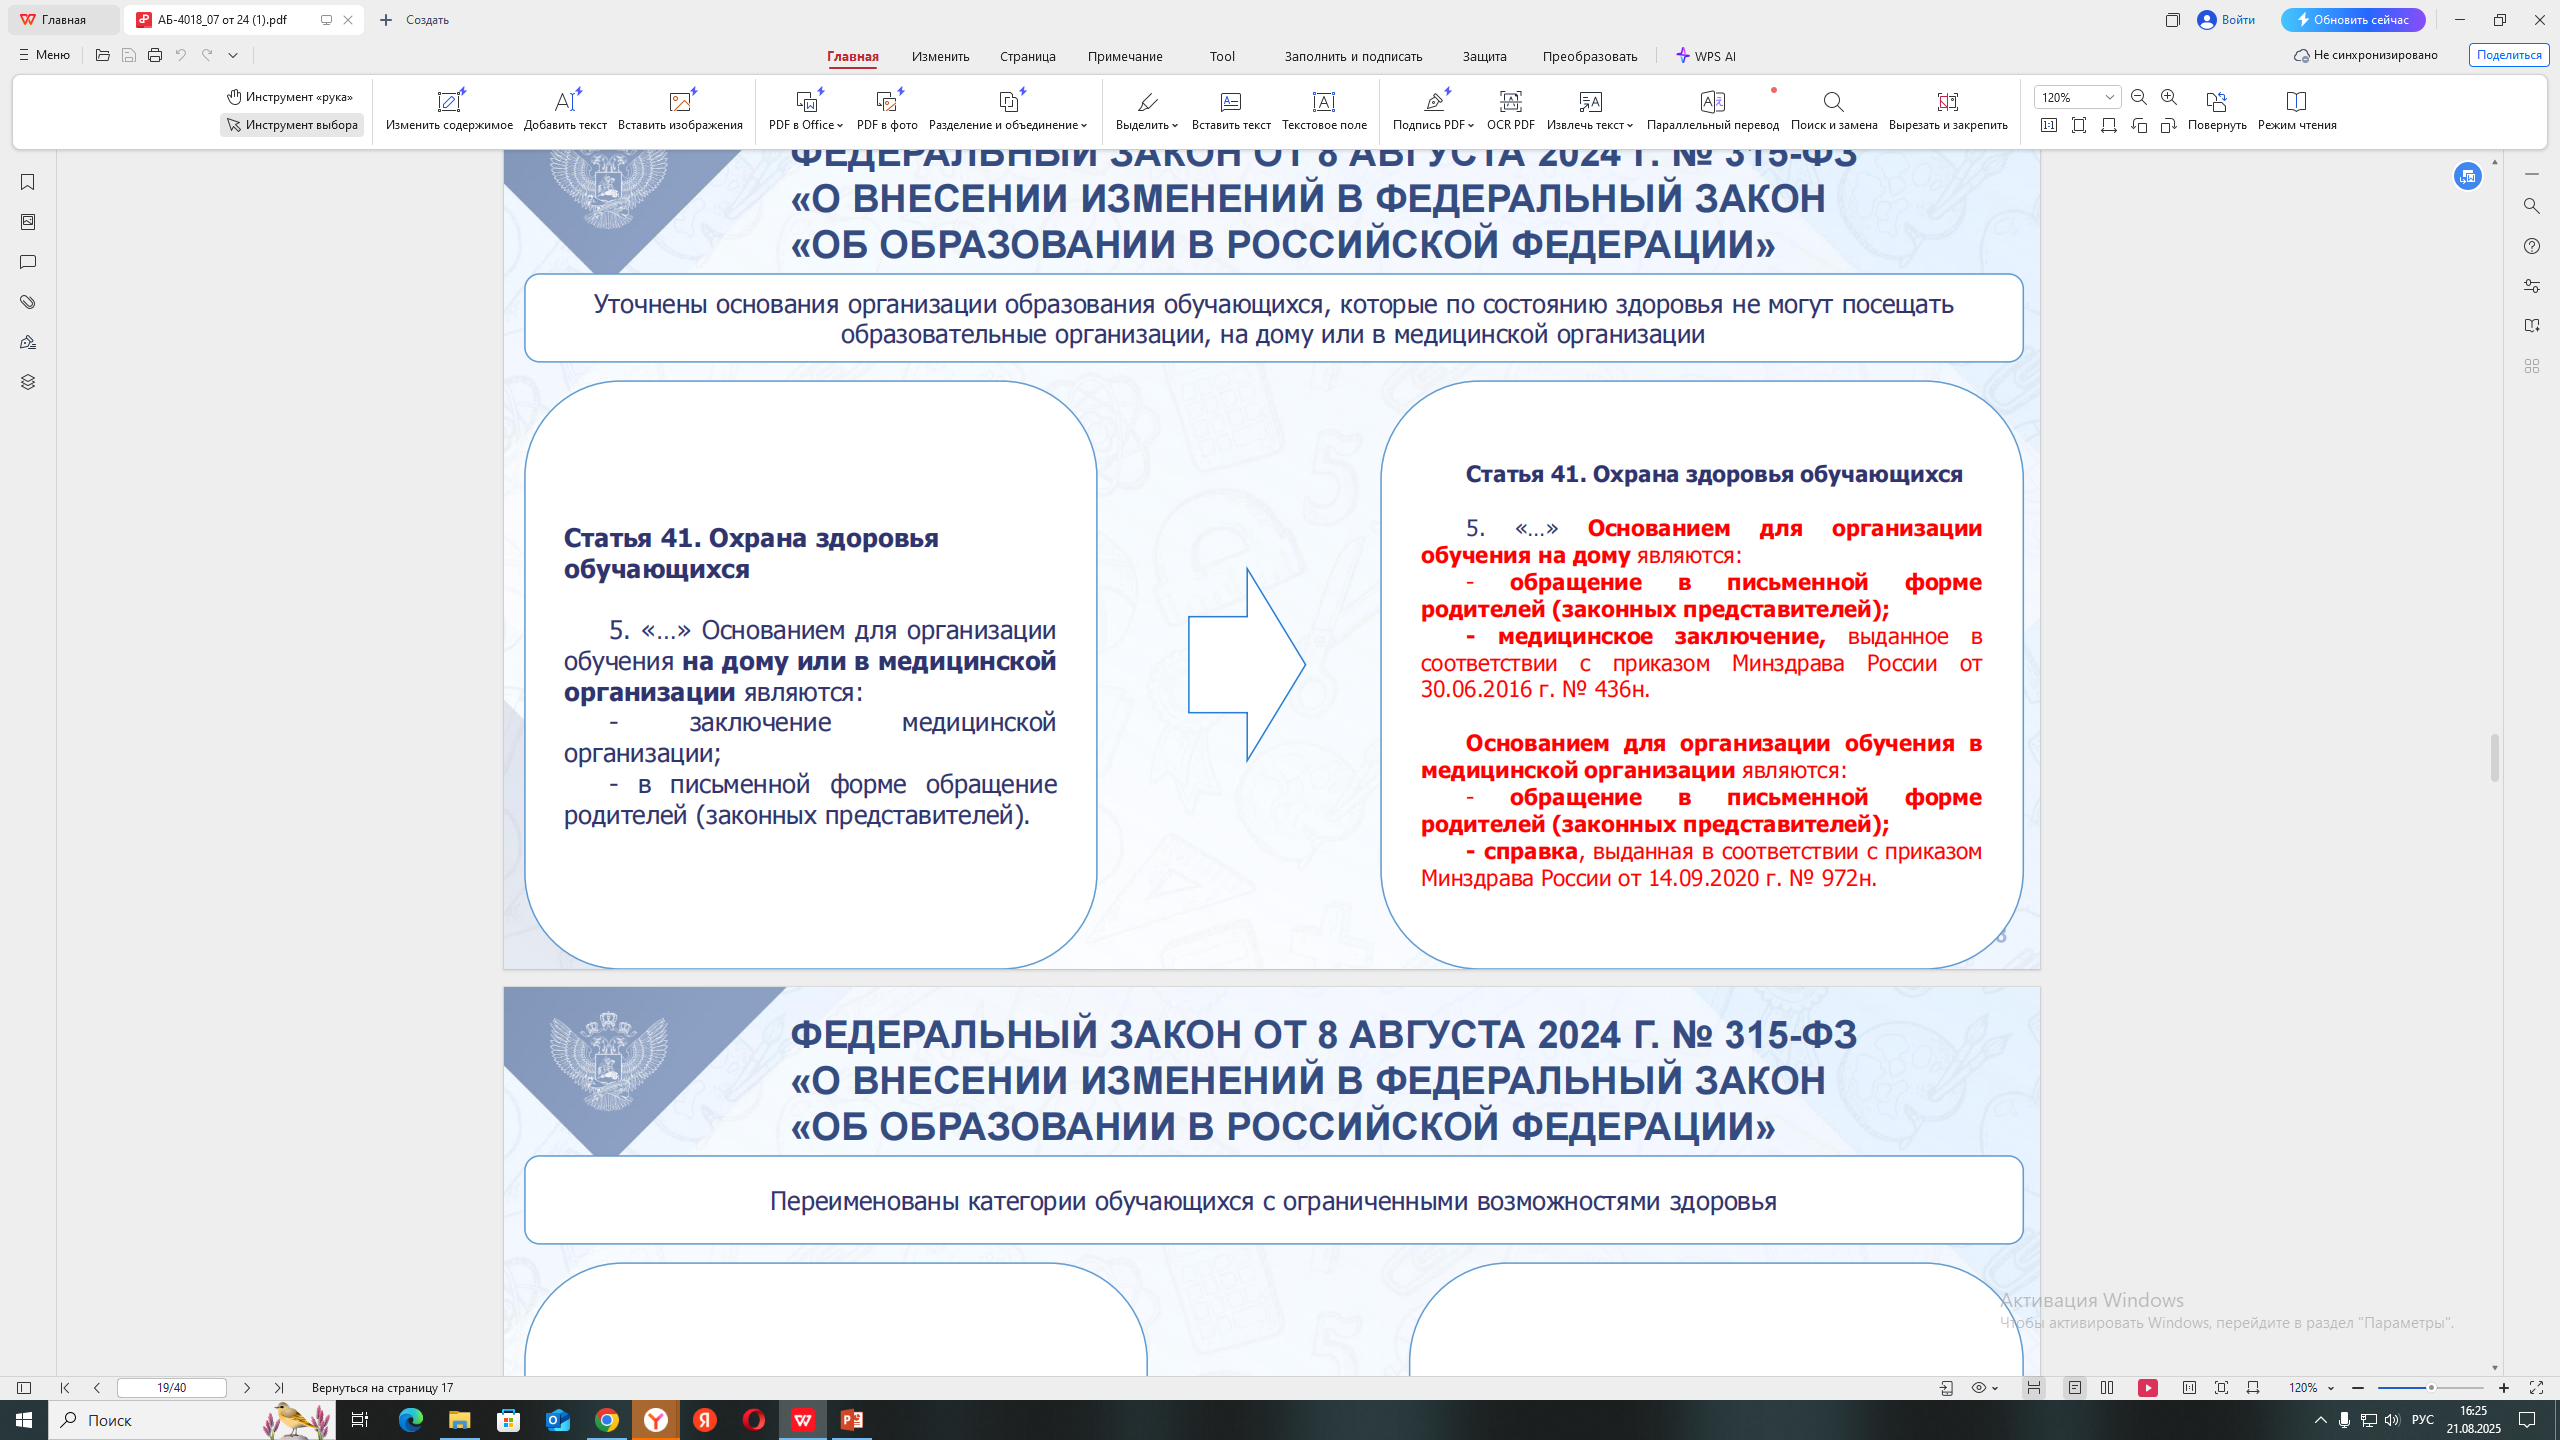 Главная
АБ-4018_07 от 24 (1).pdf
Создать
Войти
Обновить сейчас
Меню
Главная
Изменить
Страница
Примечание
Tool
Заполнить и подписать
Защита
Преобразовать
WPS AI
Не синхронизировано
Поделиться
Инструмент «рука»
Инструмент выбора
Изменить содержимое
Добавить текст
Вставить изображения
PDF в Office
PDF в фото
Разделение и объединение
Выделить
Вставить текст
Текстовое поле
Подпись PDF
OCR PDF
Извлечь текст
Параллельный перевод
Поиск и замена
Вырезать и закрепить
120%
Повернуть
Режим чтения
ФЕДЕРАЛЬНЫЙ ЗАКОН ОТ 8 АВГУСТА 2024 Г. № 315-ФЗ
«О ВНЕСЕНИИ ИЗМЕНЕНИЙ В ФЕДЕРАЛЬНЫЙ ЗАКОН
«ОБ ОБРАЗОВАНИИ В РОССИЙСКОЙ ФЕДЕРАЦИИ»
Уточнены основания организации образования обучающихся, которые по состоянию здоровья не могут посещать
образовательные организации, на дому или в медицинской организации
Статья 41. Охрана здоровья
обучающихся
5. «…» Основанием для организации
обучения на дому или в медицинской
организации являются:
- заключение медицинской
организации;
- в письменной форме обращение
родителей (законных представителей).
Статья 41. Охрана здоровья обучающихся
5. «…» Основанием для организации
обучения на дому являются:
- обращение в письменной форме
родителей (законных представителей);
- медицинское заключение, выданное в
соответствии с приказом Минздрава России от
30.06.2016 г. № 436н.
Основанием для организации обучения в
медицинской организации являются:
- обращение в письменной форме
родителей (законных представителей);
- справка, выданная в соответствии с приказом
Минздрава России от 14.09.2020 г. № 972н.
ФЕДЕРАЛЬНЫЙ ЗАКОН ОТ 8 АВГУСТА 2024 Г. № 315-ФЗ
«О ВНЕСЕНИИ ИЗМЕНЕНИЙ В ФЕДЕРАЛЬНЫЙ ЗАКОН
«ОБ ОБРАЗОВАНИИ В РОССИЙСКОЙ ФЕДЕРАЦИИ»
Переименованы категории обучающихся с ограниченными возможностями здоровья
Активация Windows
Чтобы активировать Windows, перейдите в раздел "Параметры".
19/40
Вернуться на страницу 17
120%
Поиск
РУС
16:25
21.08.2025